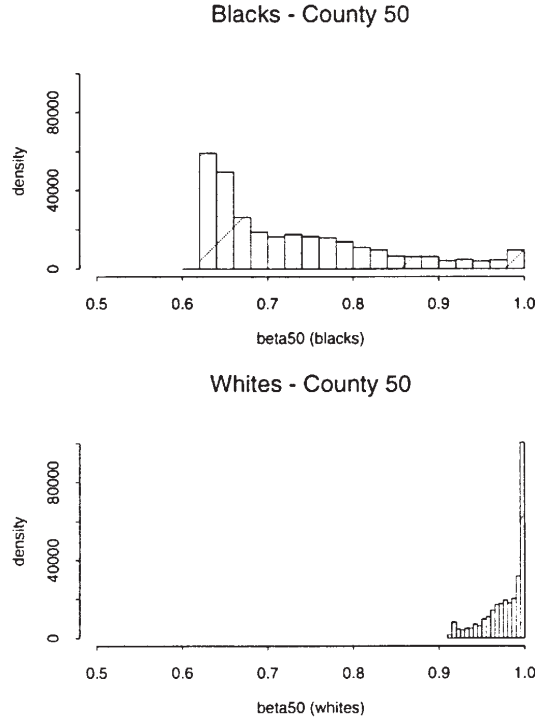 Blacks - County 50
density
0 40000 80000
0.5 0.6 0.7 0.8 0.9 1.0
beta50 (blacks)
Whites - County 50
density
0 40000 80000
0.5 0.6 0.7 0.8 0.9 1.0
beta50 (whites)